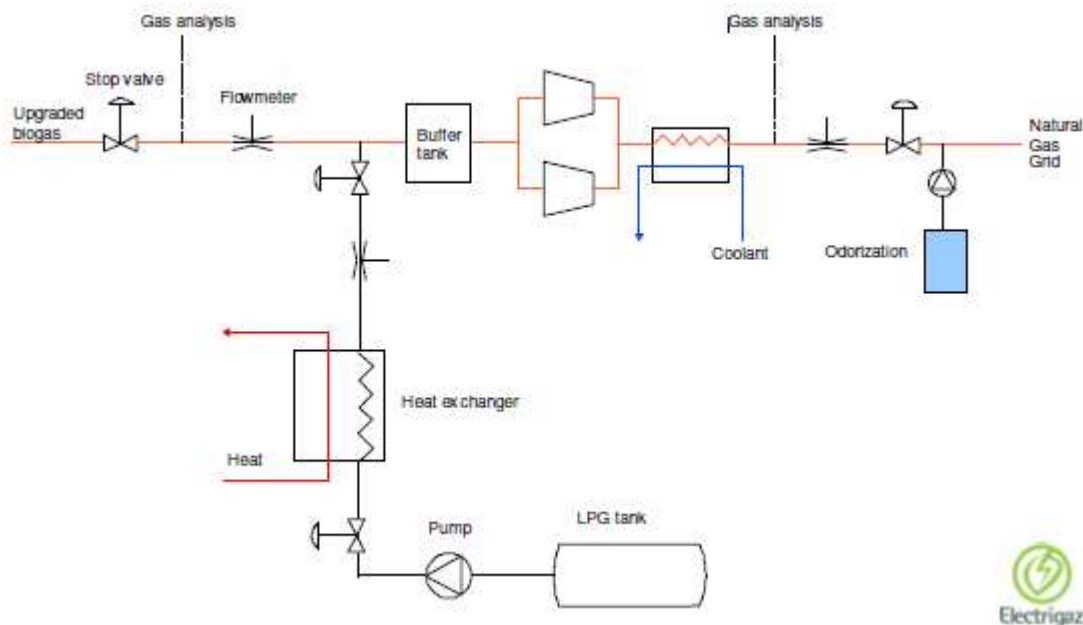 Gas analysis
Gas analysis
Stop valve
Flowmeter
Upgraded
biogas
Buffer
tank
Natural
Gas
Grid
Coolant
Odorization
Heat exchanger
Heat
Pump
LPG tank
Electrigaz